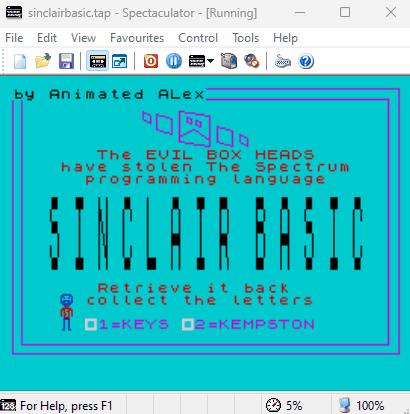 sinclairbasic.tap - Spectaculator - [Running]
File Edit View Favourites Control Tools Help
by Animated ALex
The EVIL BOX HEADS
have stolen The Spectrum
programming language
SINCLAIR BASIC
Retrieve it back
collect the letters
1=KEYS 2=KEMPSTON
128 For Help, press F1 5% 100%